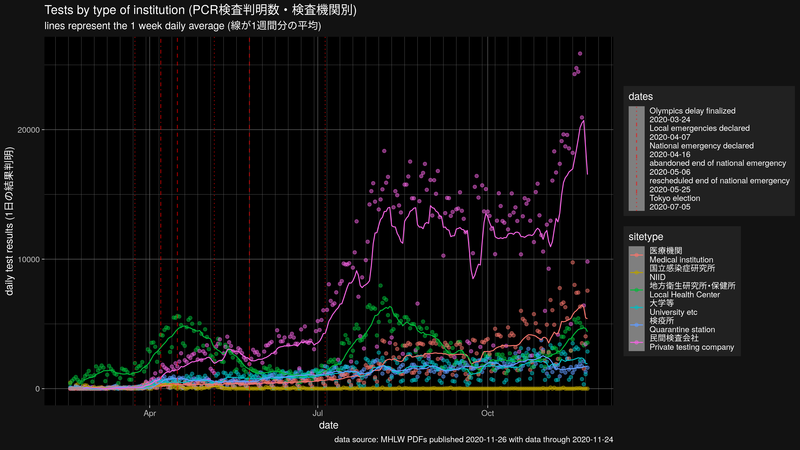 Tests by type of institution (PCR検査判明数・検査機関別)
lines represent the 1 week daily average (線が1週間分の平均)
daily test results (1日の結果判明)
20000
10000
0
Apr
Jul
Oct
date
dates
Olympics delay finalized
2020-03-24
Local emergencies declared
2020-04-07
National emergency declared
2020-04-16
abandoned end of national emergency
2020-05-06
rescheduled end of national emergency
2020-05-25
Tokyo election
2020-07-05
sitetype
医療機関
Medical institution
国立感染症研究所
NIID
地方衛生研究所・保健所
Local Health Center
大学等
University etc
検疫所
Quarantine station
民間検査会社
Private testing company
data source: MHLW PDFs published 2020-11-26 with data through 2020-11-24